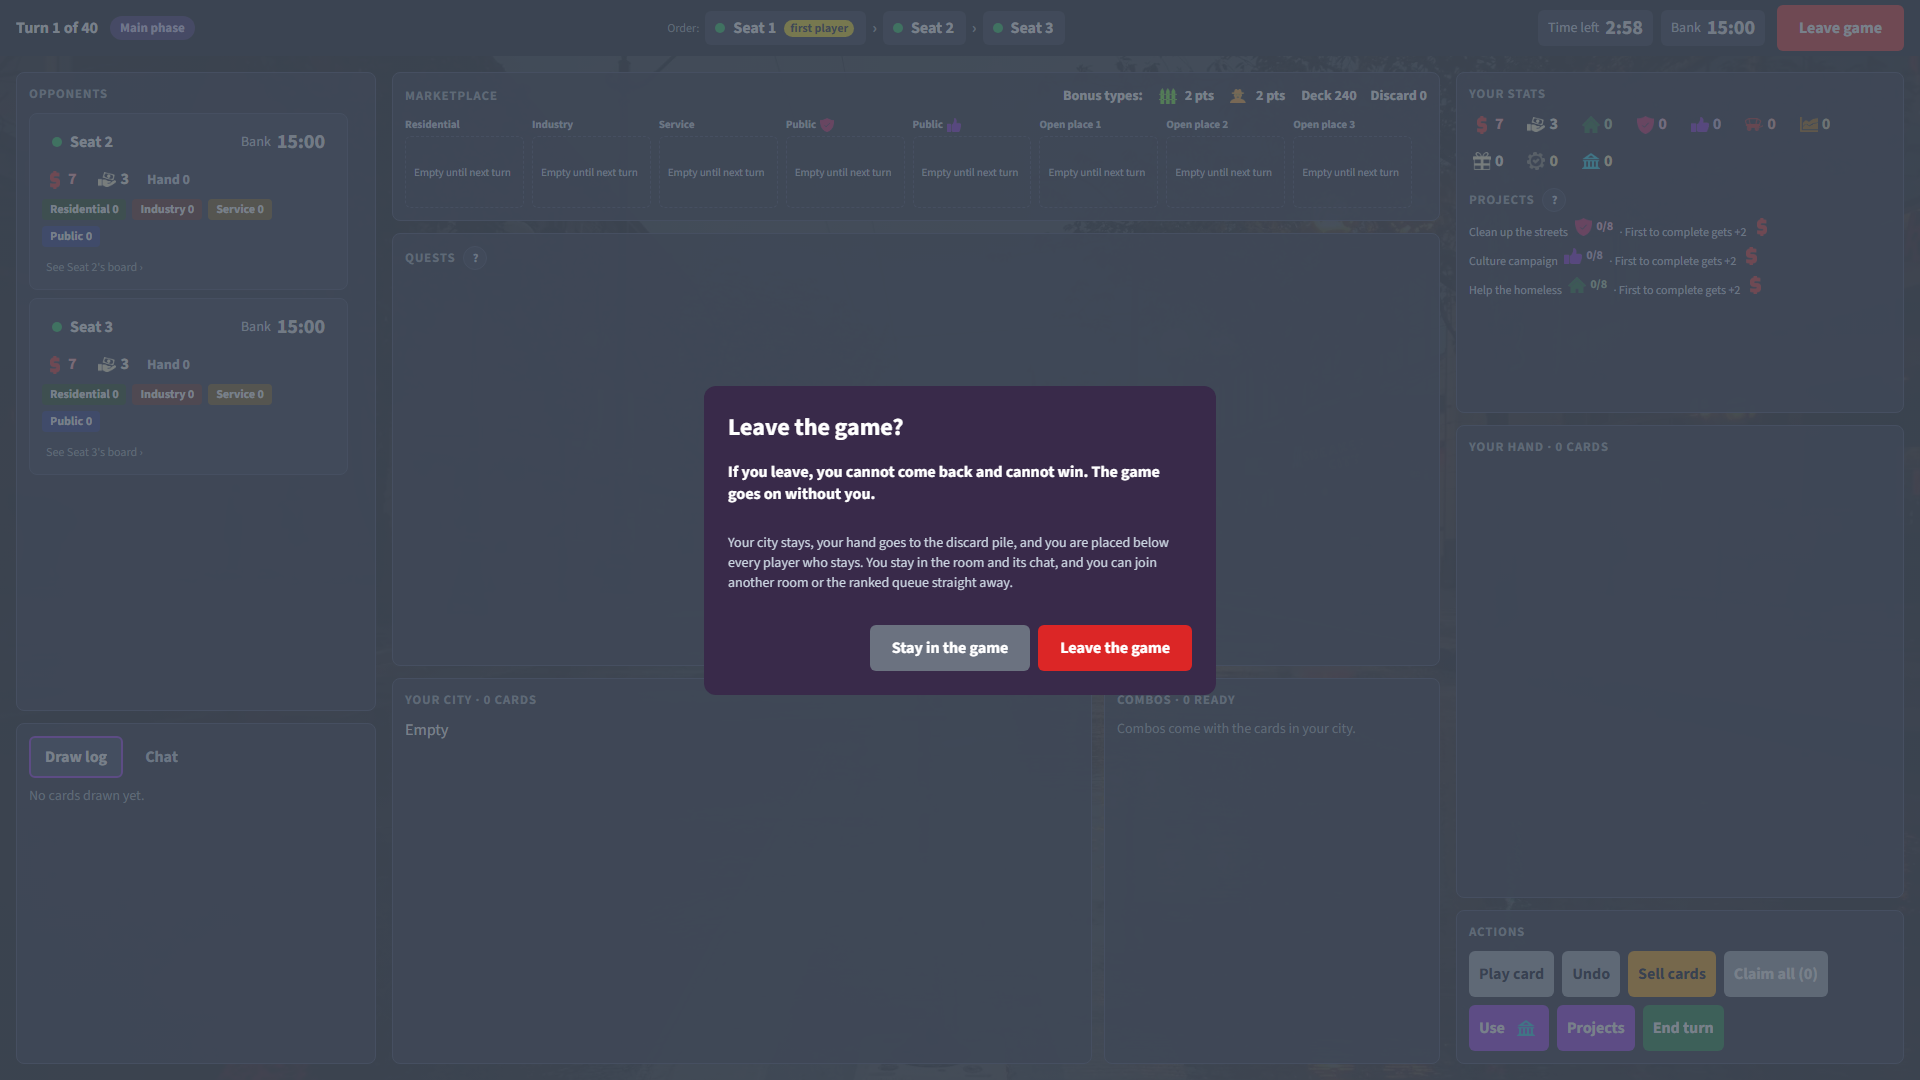 Turn 1 of 40 Main phase
Order: Seat 1 first player › Seat 2 › Seat 3
Time left 2:58 Bank 15:00 Leave game
OPPONENTS
Seat 2 Bank 15:00
7 3 Hand 0
Residential 0 Industry 0 Service 0
Public 0
See Seat 2's board ›
Seat 3 Bank 15:00
7 3 Hand 0
Residential 0 Industry 0 Service 0
Public 0
See Seat 3's board ›
Draw log Chat
No cards drawn yet.
MARKETPLACE
Bonus types: 2 pts 2 pts Deck 240 Discard 0
Residential Industry Service Public Public Open place 1 Open place 2 Open place 3
Empty until next turn Empty until next turn Empty until next turn Empty until next turn Empty until next turn Empty until next turn Empty until next turn Empty until next turn
QUESTS ?
Leave the game?
If you leave, you cannot come back and cannot win. The game
goes on without you.
Your city stays, your hand goes to the discard pile, and you are placed below
every player who stays. You stay in the room and its chat, and you can join
another room or the ranked queue straight away.
Stay in the game Leave the game
YOUR CITY · 0 CARDS
Empty
COMBOS · 0 READY
Combos come with the cards in your city.
YOUR STATS
$ 7 3 0 0 0 0 0
0 0 0
PROJECTS ?
Clean up the streets 0/8 · First to complete gets +2 $
Culture campaign 0/8 · First to complete gets +2 $
Help the homeless 0/8 · First to complete gets +2 $
YOUR HAND · 0 CARDS
ACTIONS
Play card Undo Sell cards Claim all (0)
Use Projects End turn